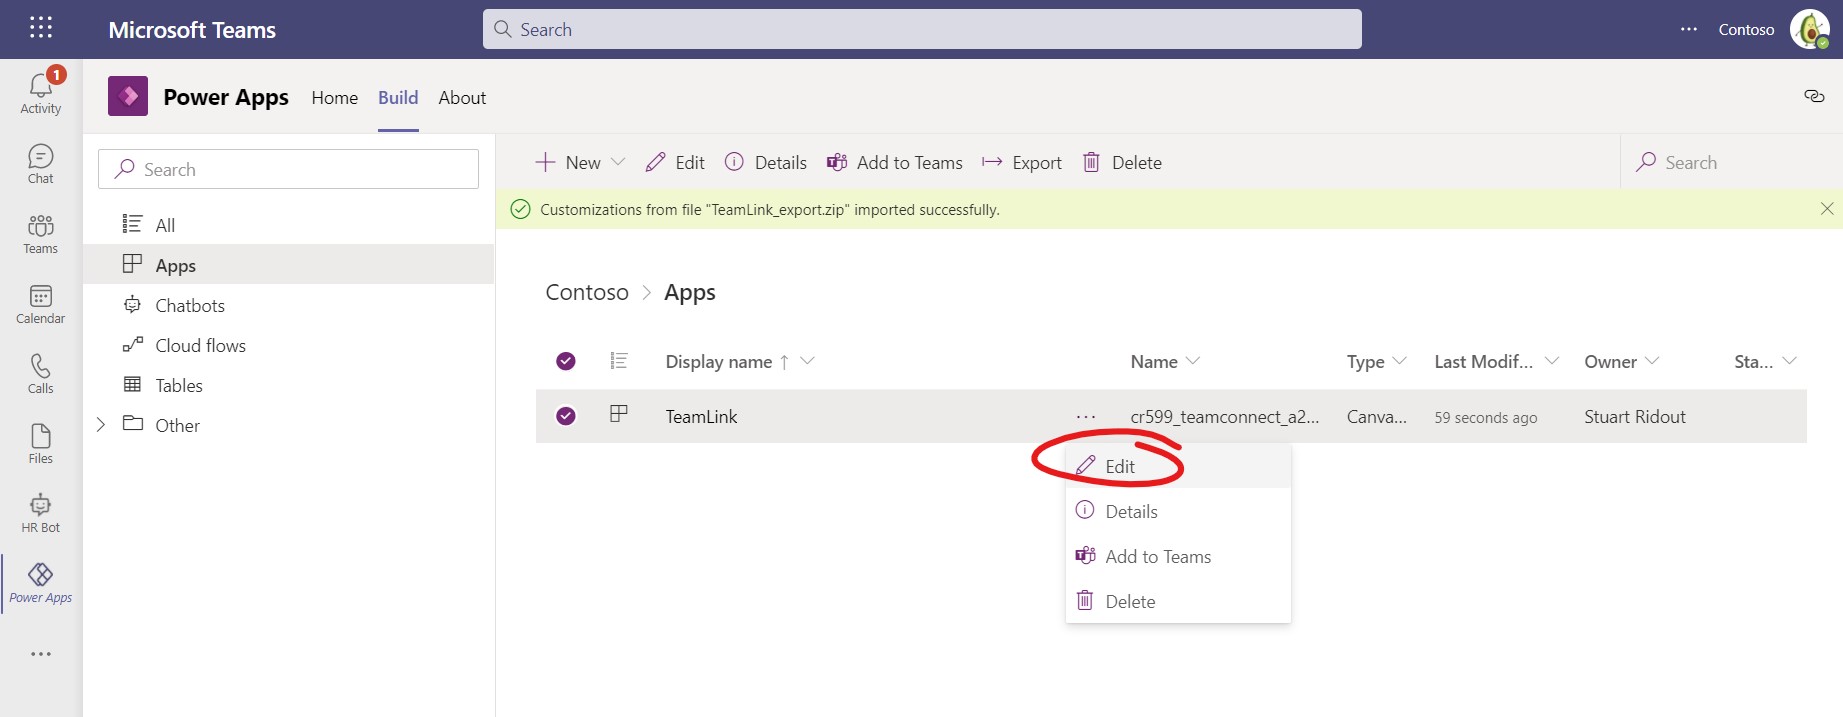 Microsoft Teams
Search
··· Contoso
1
Activity
Chat
Teams
Calendar
Calls
Files
HR Bot
Power Apps
Power Apps Home Build About
Search
All
Apps
Chatbots
Cloud flows
Tables
Other
New Edit Details Add to Teams Export Delete
Search
Customizations from file "TeamLink_export.zip" imported successfully.
Contoso > Apps
Display name ↑ Name Type Last Modif... Owner Sta...
TeamLink ··· cr599_teamconnect_a2... Canva... 59 seconds ago Stuart Ridout
Edit
Details
Add to Teams
Delete